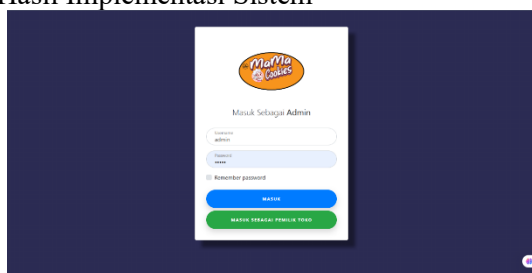 Hasil Implementasi Sistem
MaMa
Cookies
Masuk Sebagai Admin
Username
admin
Password
•••••
Remember password
MASUK
MASUK SEBAGAI PEMILIK TOKO